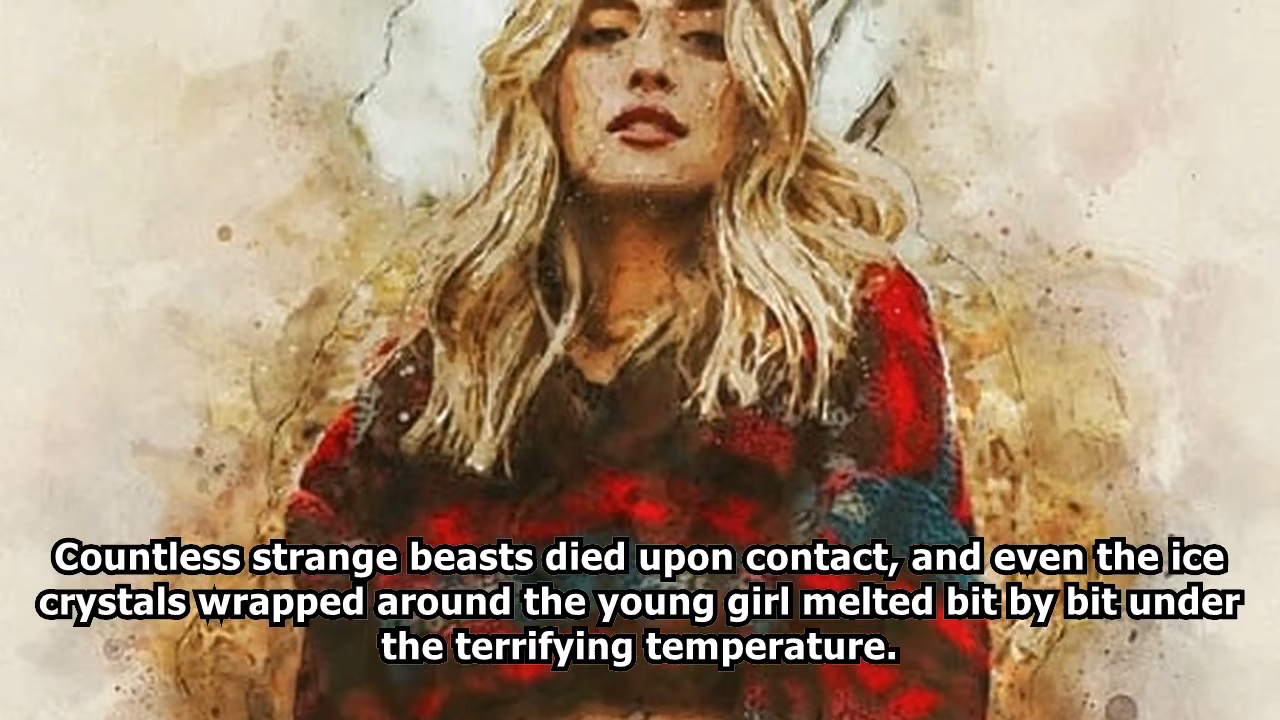 Countless strange beasts died upon contact, and even the ice
crystals wrapped around the young girl melted bit by bit under
the terrifying temperature.